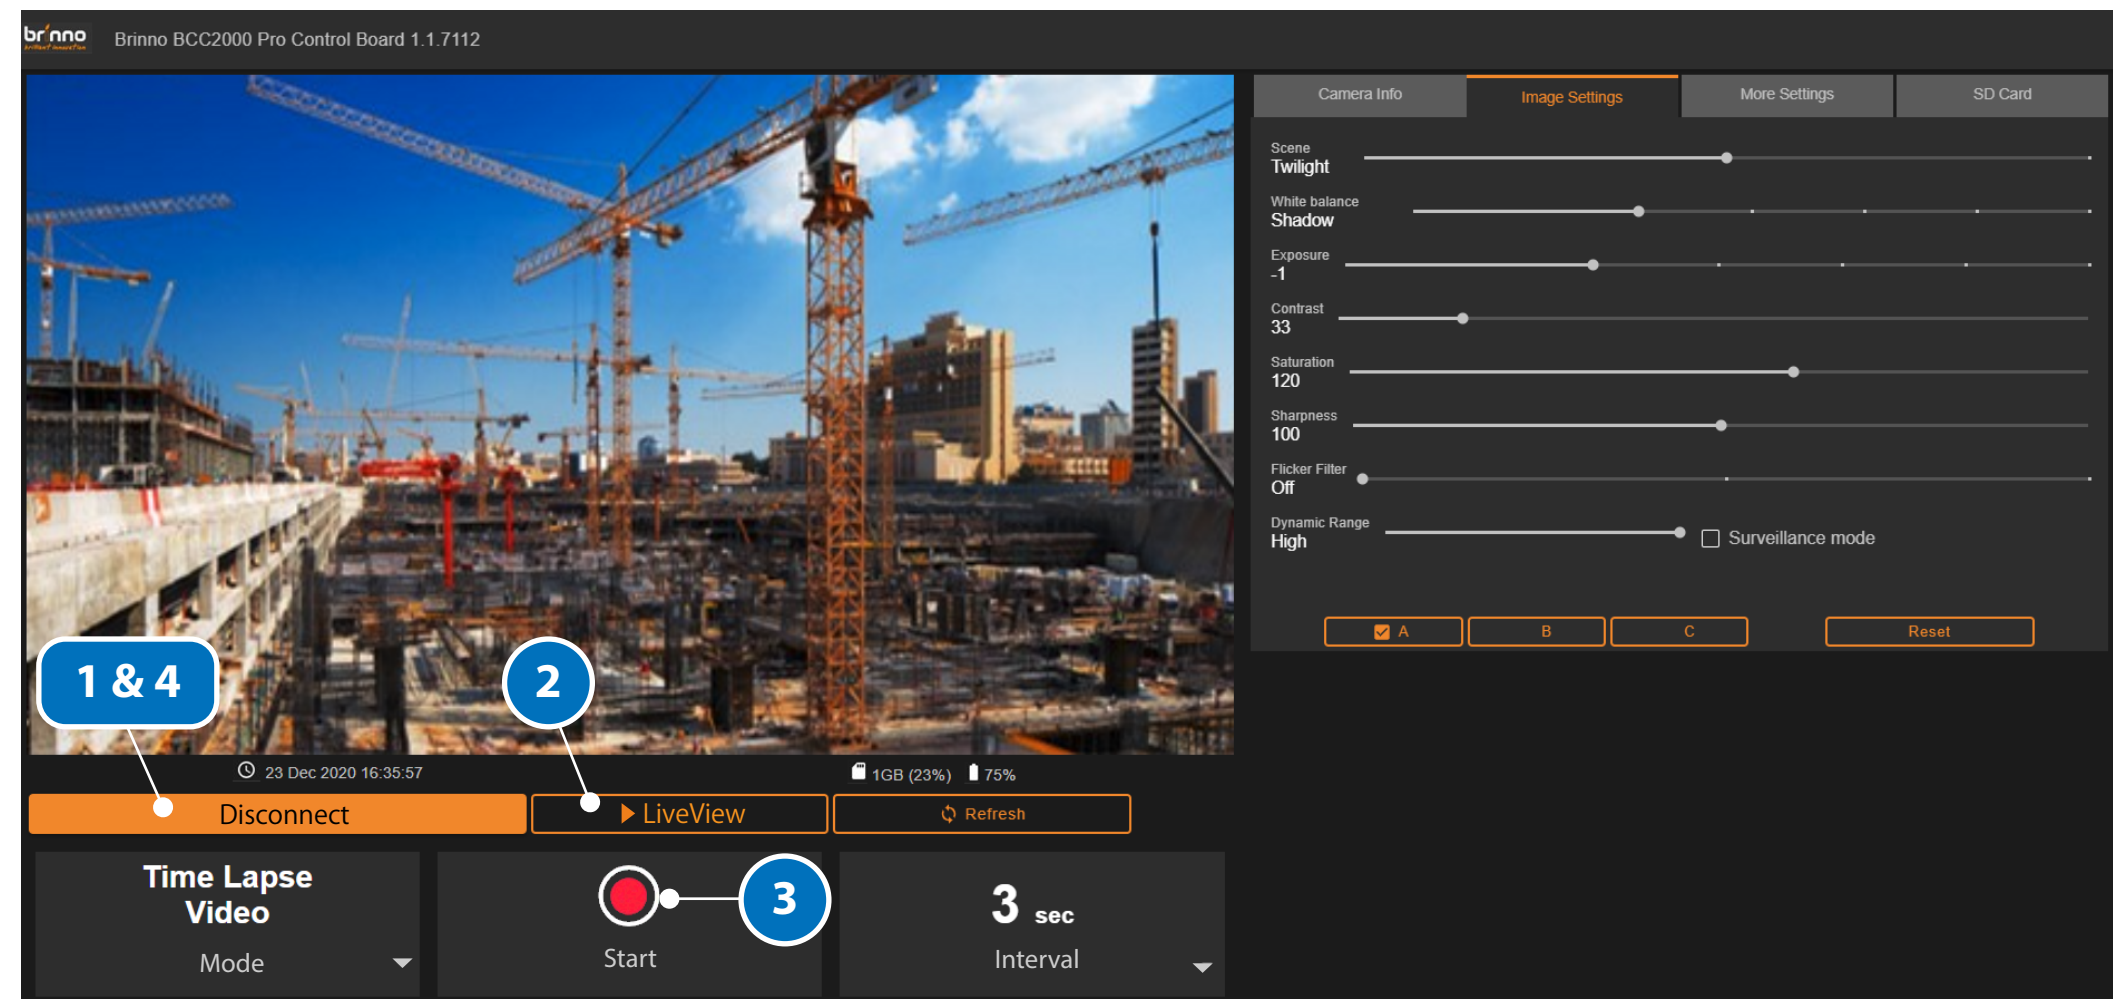 brinno
brilliant innovation
Brinno BCC2000 Pro Control Board 1.1.7112
Camera Info
Image Settings
More Settings
SD Card
Scene
Twilight
White balance
Shadow
Exposure
-1
Contrast
33
Saturation
120
Sharpness
100
Flicker Filter
Off
Dynamic Range
High
Surveillance mode
A
B
C
Reset
1 & 4
2
23 Dec 2020 16:35:57
1GB (23%)
75%
Disconnect
LiveView
Refresh
Time Lapse
Video
Mode
3
Start
3 sec
Interval